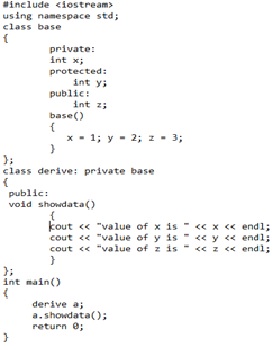 #include <iostream>
using namespace std;
class base
{
private:
int x;
protected:
int y;
public:
int z;
base()
{
x = 1; y = 2; z = 3;
}
};
class derive: private base
{
public:
void showdata()
{
cout << "value of x is " << x << endl;
cout << "value of y is " << y << endl;
cout << "value of z is " << z << endl;
}
};
int main()
{
derive a;
a.showdata();
return 0;
}